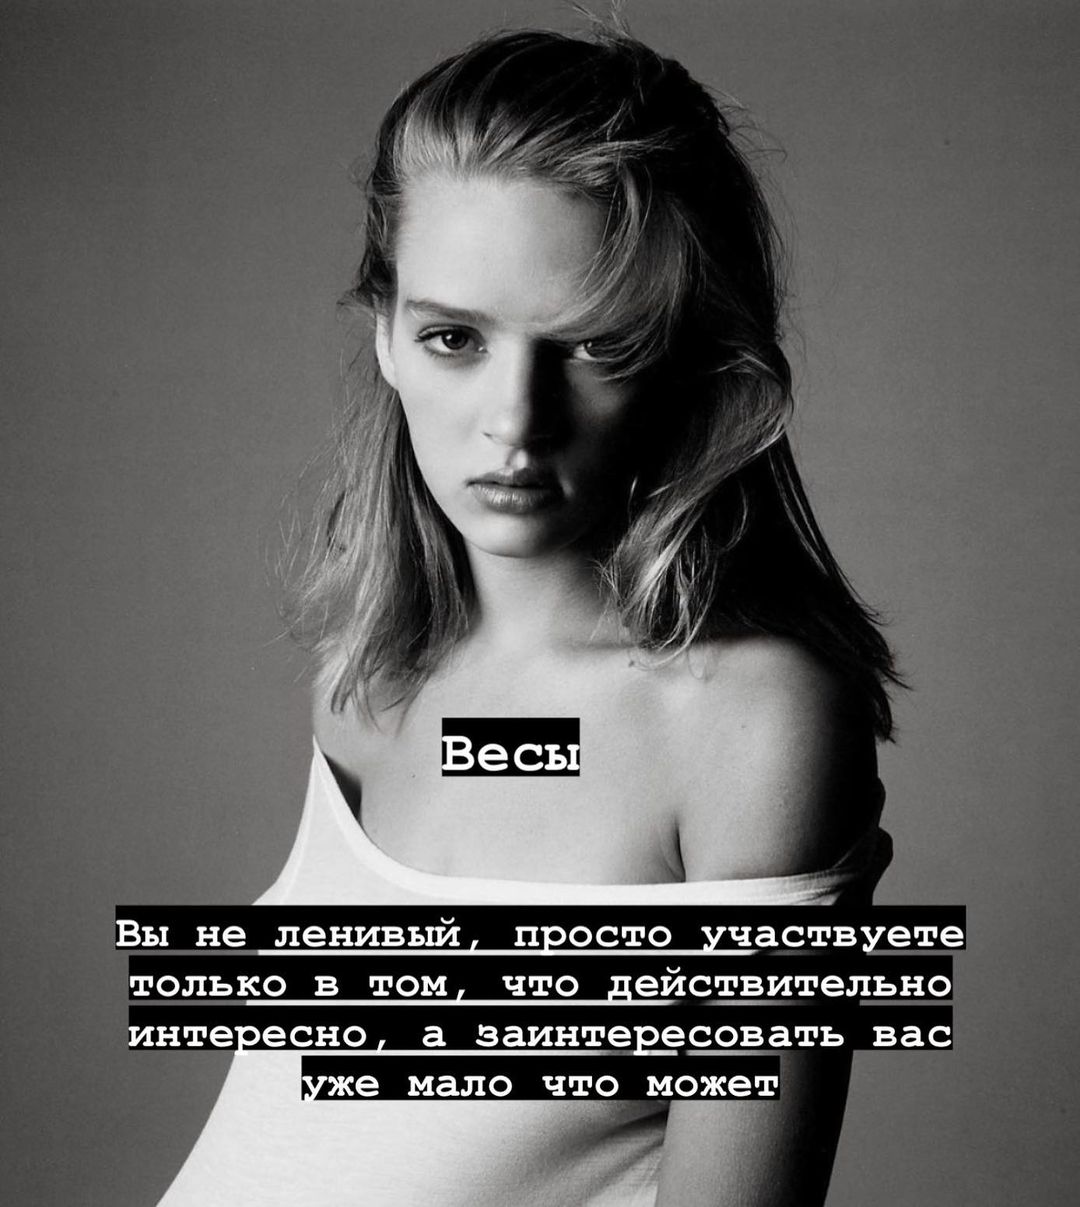 Весы
Вы не ленивый, просто участвуете
только в том, что действительно
интересно, а заинтересовать вас
уже мало что может